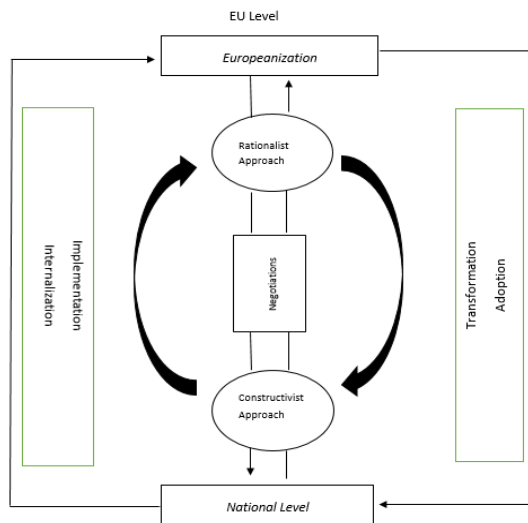 EU Level
Europeanization
Rationalist
Approach
Implementation
Internalization
Negotiations
Adoption
Transformation
Constructivist
Approach
National Level